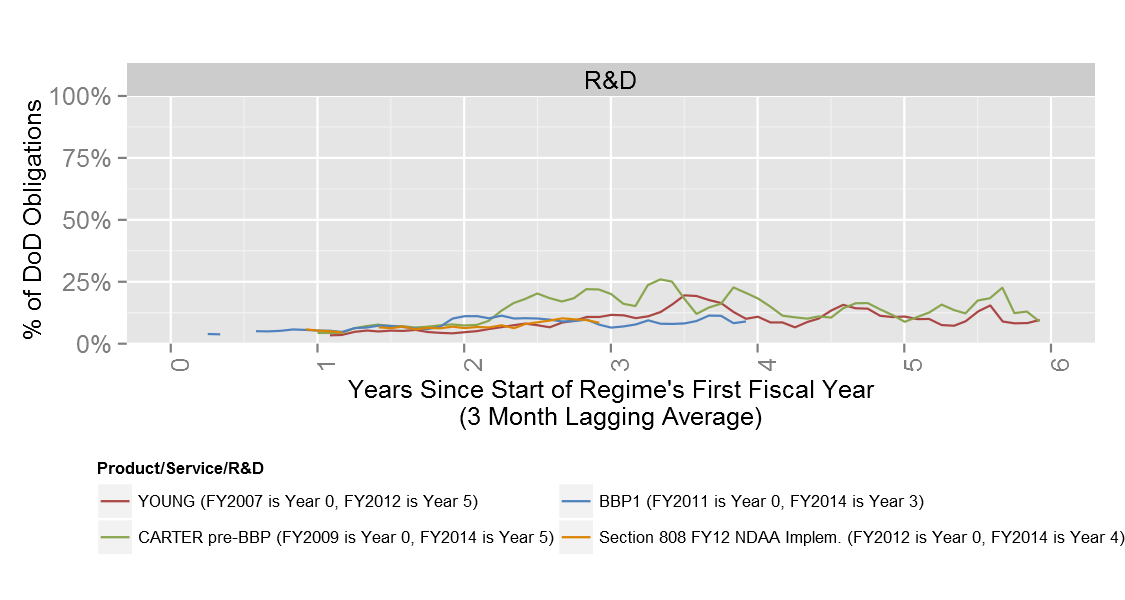 R&D
100%
75%
50%
25%
0%
% of DoD Obligations
0 1 2 3 4 5 6
Years Since Start of Regime's First Fiscal Year
(3 Month Lagging Average)
Product/Service/R&D
YOUNG (FY2007 is Year 0, FY2012 is Year 5)
BBP1 (FY2011 is Year 0, FY2014 is Year 3)
CARTER pre-BBP (FY2009 is Year 0, FY2014 is Year 5)
Section 808 FY12 NDAA Implem. (FY2012 is Year 0, FY2014 is Year 4)